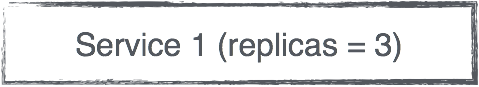 Service 1 (replicas = 3)